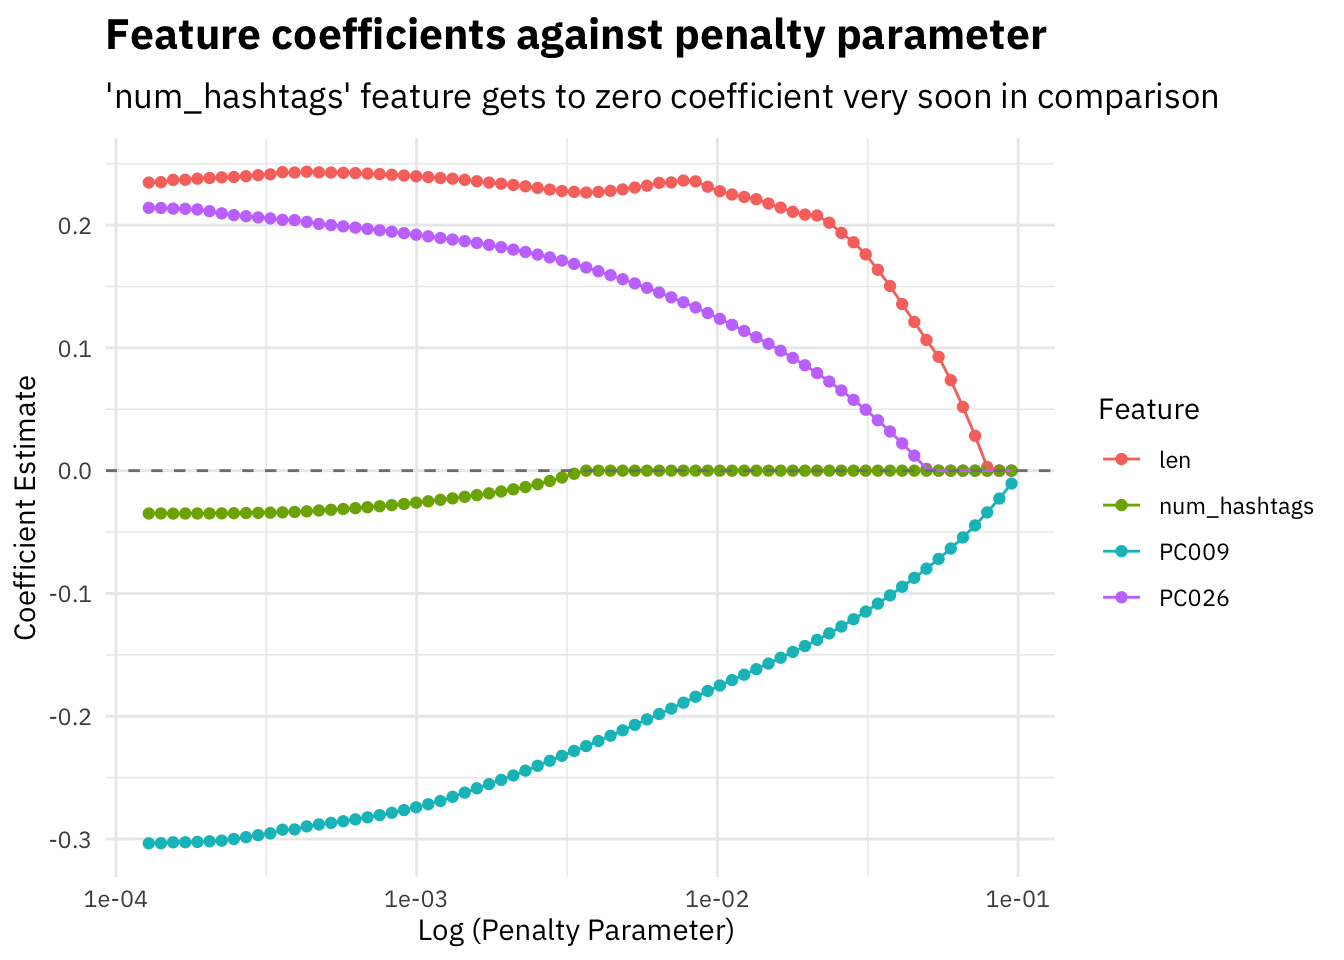 Feature coefficients against penalty parameter
'num_hashtags' feature gets to zero coefficient very soon in comparison
Coefficient Estimate
0.2
0.1
0.0
-0.1
-0.2
-0.3
1e-04
1e-03
1e-02
1e-01
Log (Penalty Parameter)
Feature
len
num_hashtags
PC009
PC026